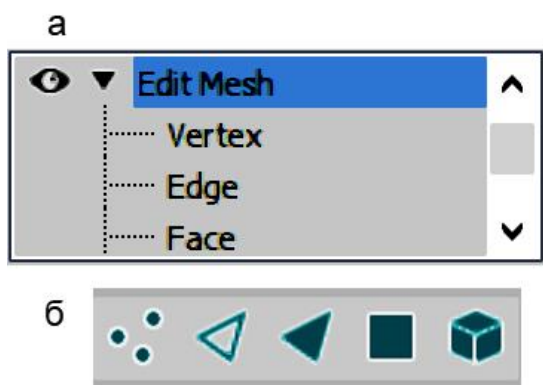 а
Edit Mesh
Vertex
Edge
Face
б